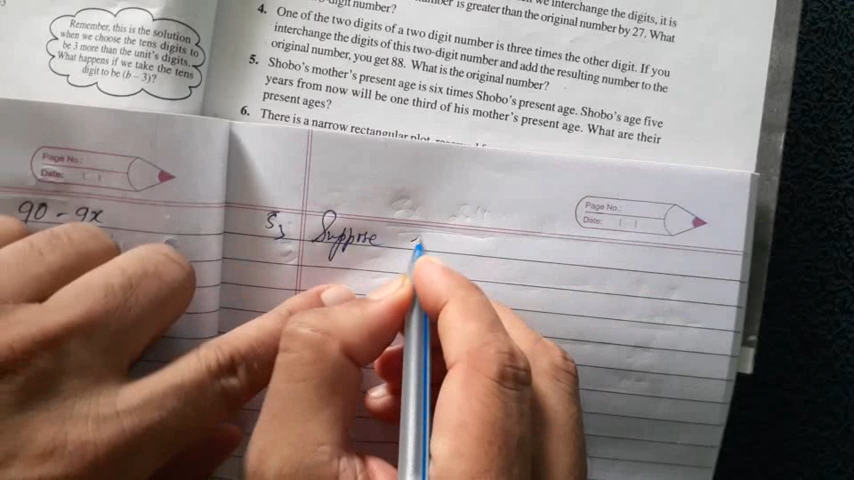 Remember, this is the solution
when we choose the tens digits to
be 3 more than the unit's digits.
What happens if we take the tens
digit to be (b – 3)?
interchange the digits, it is
is greater than the original number by 27. What
number?
4. One of the two digits of a two digit number is three times the other digit. If you
interchange the digits of this two-digit number and add the resulting number to the
original number, you get 88. What is the original number?
5. Shobo's mother's present age is six times Shobo's present age. Shobo's age five
years from now will be one third of his mother's present age. What are their
present ages?
6. There is a narrow rectangular plot,
Page No.:
Date:
90 - 9x
Page No.:
Date:
5, Suppose